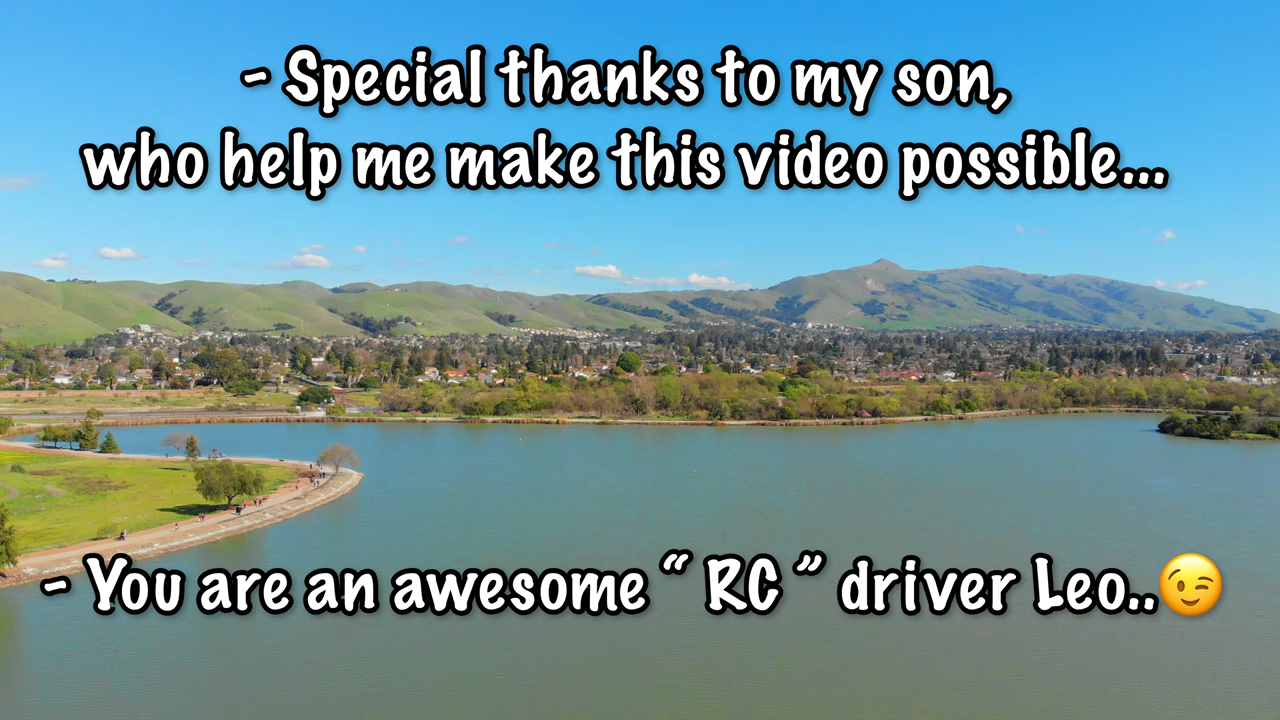 - Special thanks to my son,
who help me make this video possible...
- You are an awesome “ RC ” driver Leo..😉